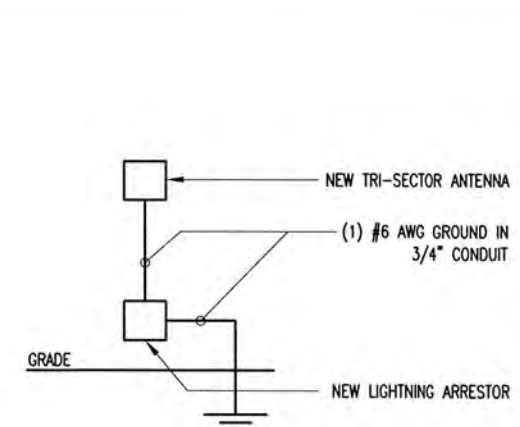 NEW TRI-SECTOR ANTENNA
(1) #6 AWG GROUND IN
3/4" CONDUIT
GRADE
NEW LIGHTNING ARRESTOR